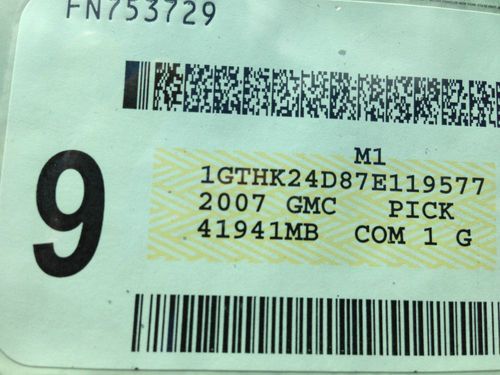 FN753729
M1
1GTHK24D87E119577
2007 GMC PICK
9
41941MB COM 1 G